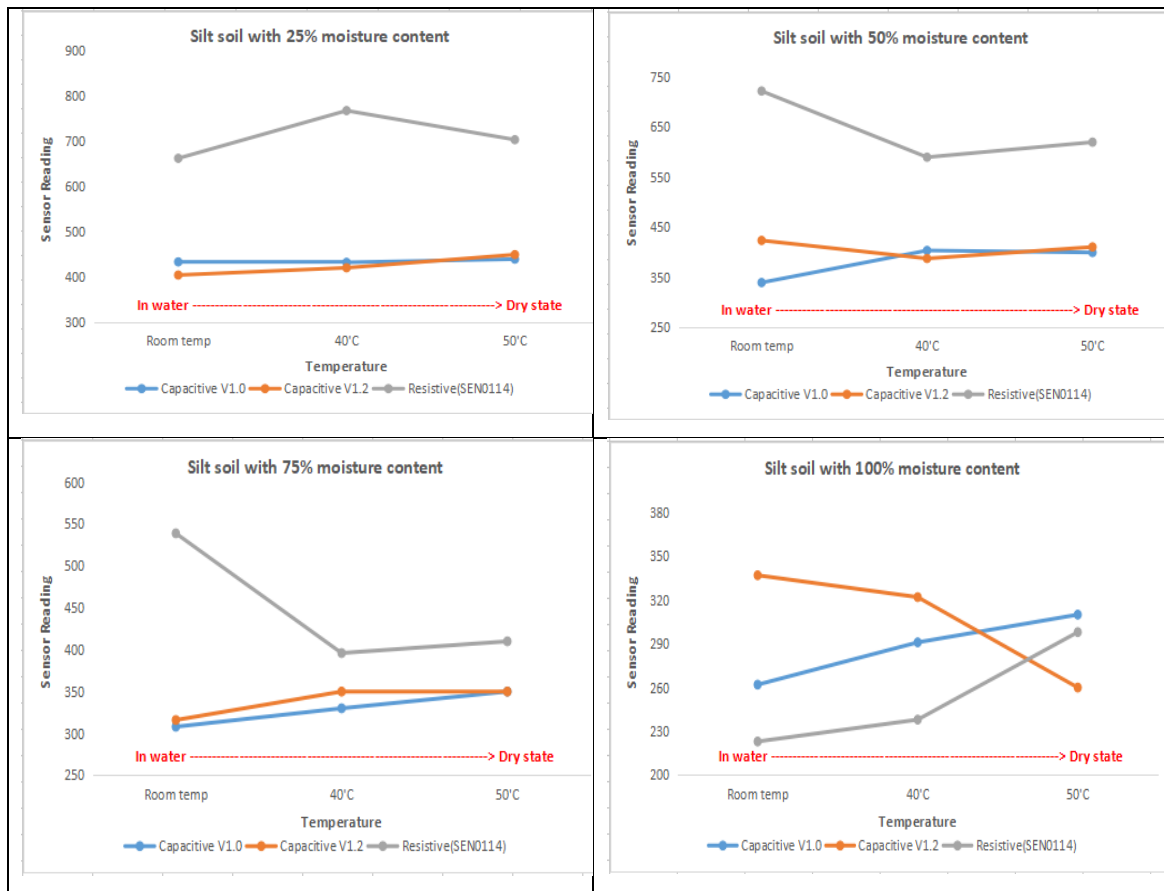 Silt soil with 25% moisture content
900
800
700
600
500
400
300
Sensor Reading
In water ----------------------------------------------------> Dry state
Room temp 40'C 50'C
Temperature
Capacitive V1.0 Capacitive V1.2 Resistive(SEN0114)
Silt soil with 50% moisture content
750
650
550
450
350
250
Sensor Reading
In water ----------------------------------------------------> Dry state
Room temp 40'C 50'C
Temperature
Capacitive V1.0 Capacitive V1.2 Resistive(SEN0114)
Silt soil with 75% moisture content
600
550
500
450
400
350
300
250
Sensor Reading
In water ----------------------------------------------------> Dry state
Room temp 40'C 50'C
Temperature
Capacitive V1.0 Capacitive V1.2 Resistive(SEN0114)
Silt soil with 100% moisture content
380
350
320
290
260
230
200
Sensor Reading
In water ----------------------------------------------------> Dry state
Room temp 40'C 50'C
Temperature
Capacitive V1.0 Capacitive V1.2 Resistive(SEN0114)